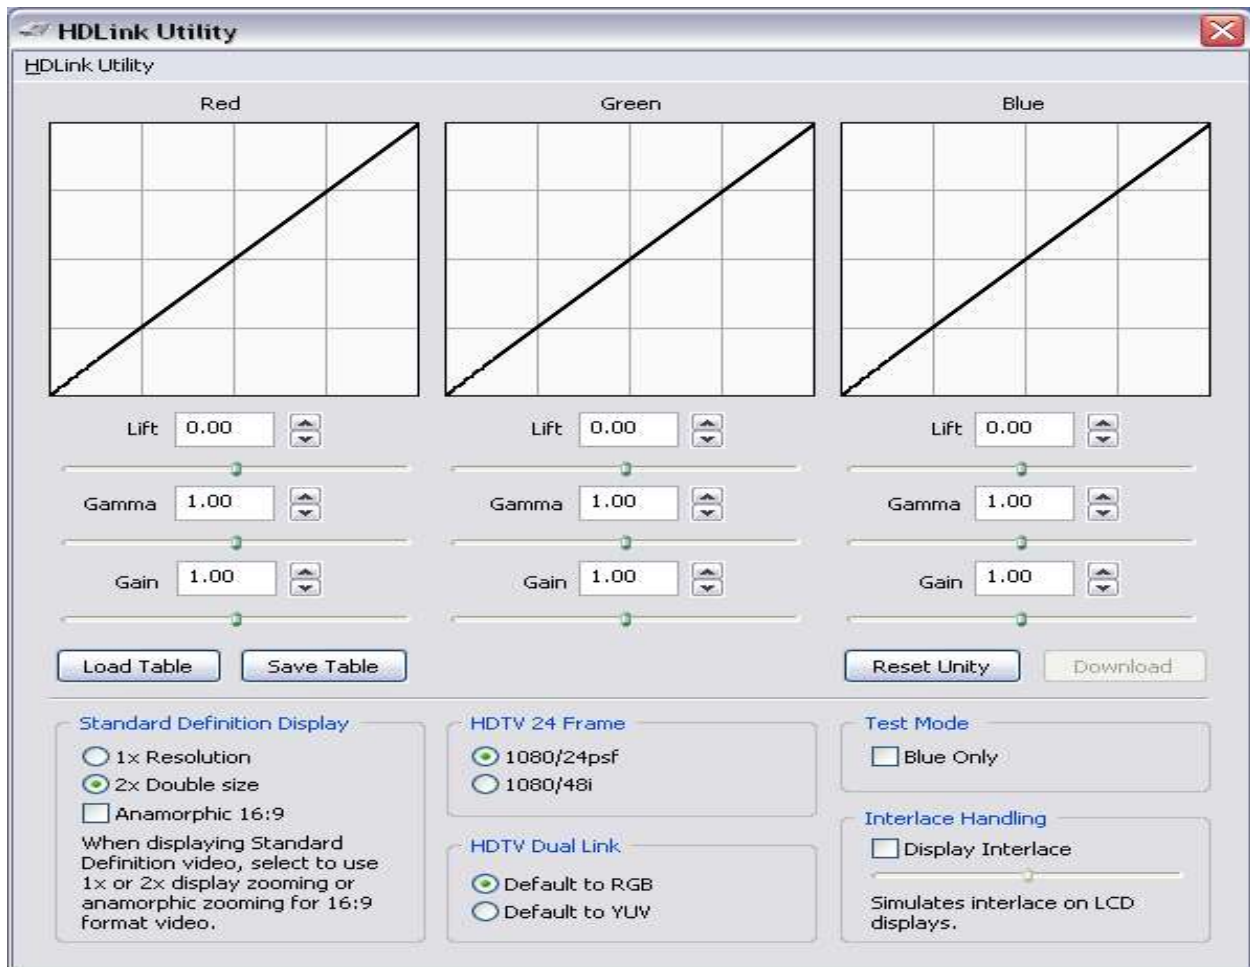 HDLink Utility
HDLink Utility
Red Green Blue
Lift 0.00 Lift 0.00 Lift 0.00
Gamma 1.00 Gamma 1.00 Gamma 1.00
Gain 1.00 Gain 1.00 Gain 1.00
Load Table Save Table Reset Unity Download
Standard Definition Display
1x Resolution
2x Double size
Anamorphic 16:9
When displaying Standard
Definition video, select to use
1x or 2x display zooming or
anamorphic zooming for 16:9
format video.
HDTV 24 Frame
1080/24psf
1080/48i
HDTV Dual Link
Default to RGB
Default to YUV
Test Mode
Blue Only
Interlace Handling
Display Interlace
Simulates interlace on LCD
displays.